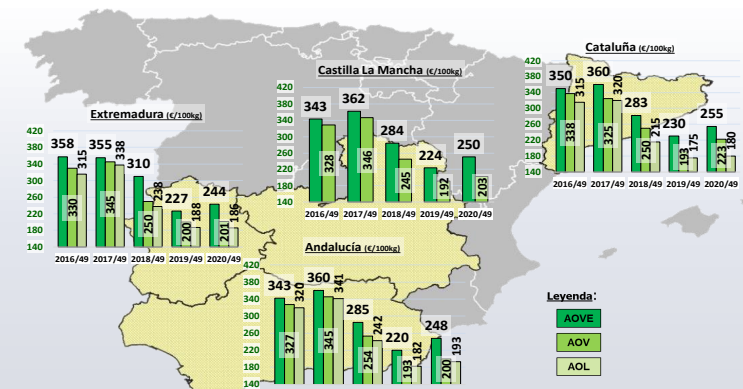 Cataluña (€/100kg)
420
380
340
300
260
220
180
140
350 338 315
360 325 320
283 250 215
230 193 175
255 223 180
2016/49 2017/49 2018/49 2019/49 2020/49
Castilla La Mancha (€/100kg)
420
380
340
300
260
220
180
140
343 328
362 346
284 245
224 192
250 203
2016/49 2017/49 2018/49 2019/49 2020/49
Extremadura (€/100kg)
420
380
340
300
260
220
180
140
358 330 315
355 345 338
310 250 238
227 200 188
244 201 186
2016/49 2017/49 2018/49 2019/49 2020/49
Andalucía (€/100kg)
420
380
340
300
260
220
180
140
343 327 320
360 345 341
285 254 242
220 193 182
248 200 193
Leyenda:
AOVE
AOV
AOL